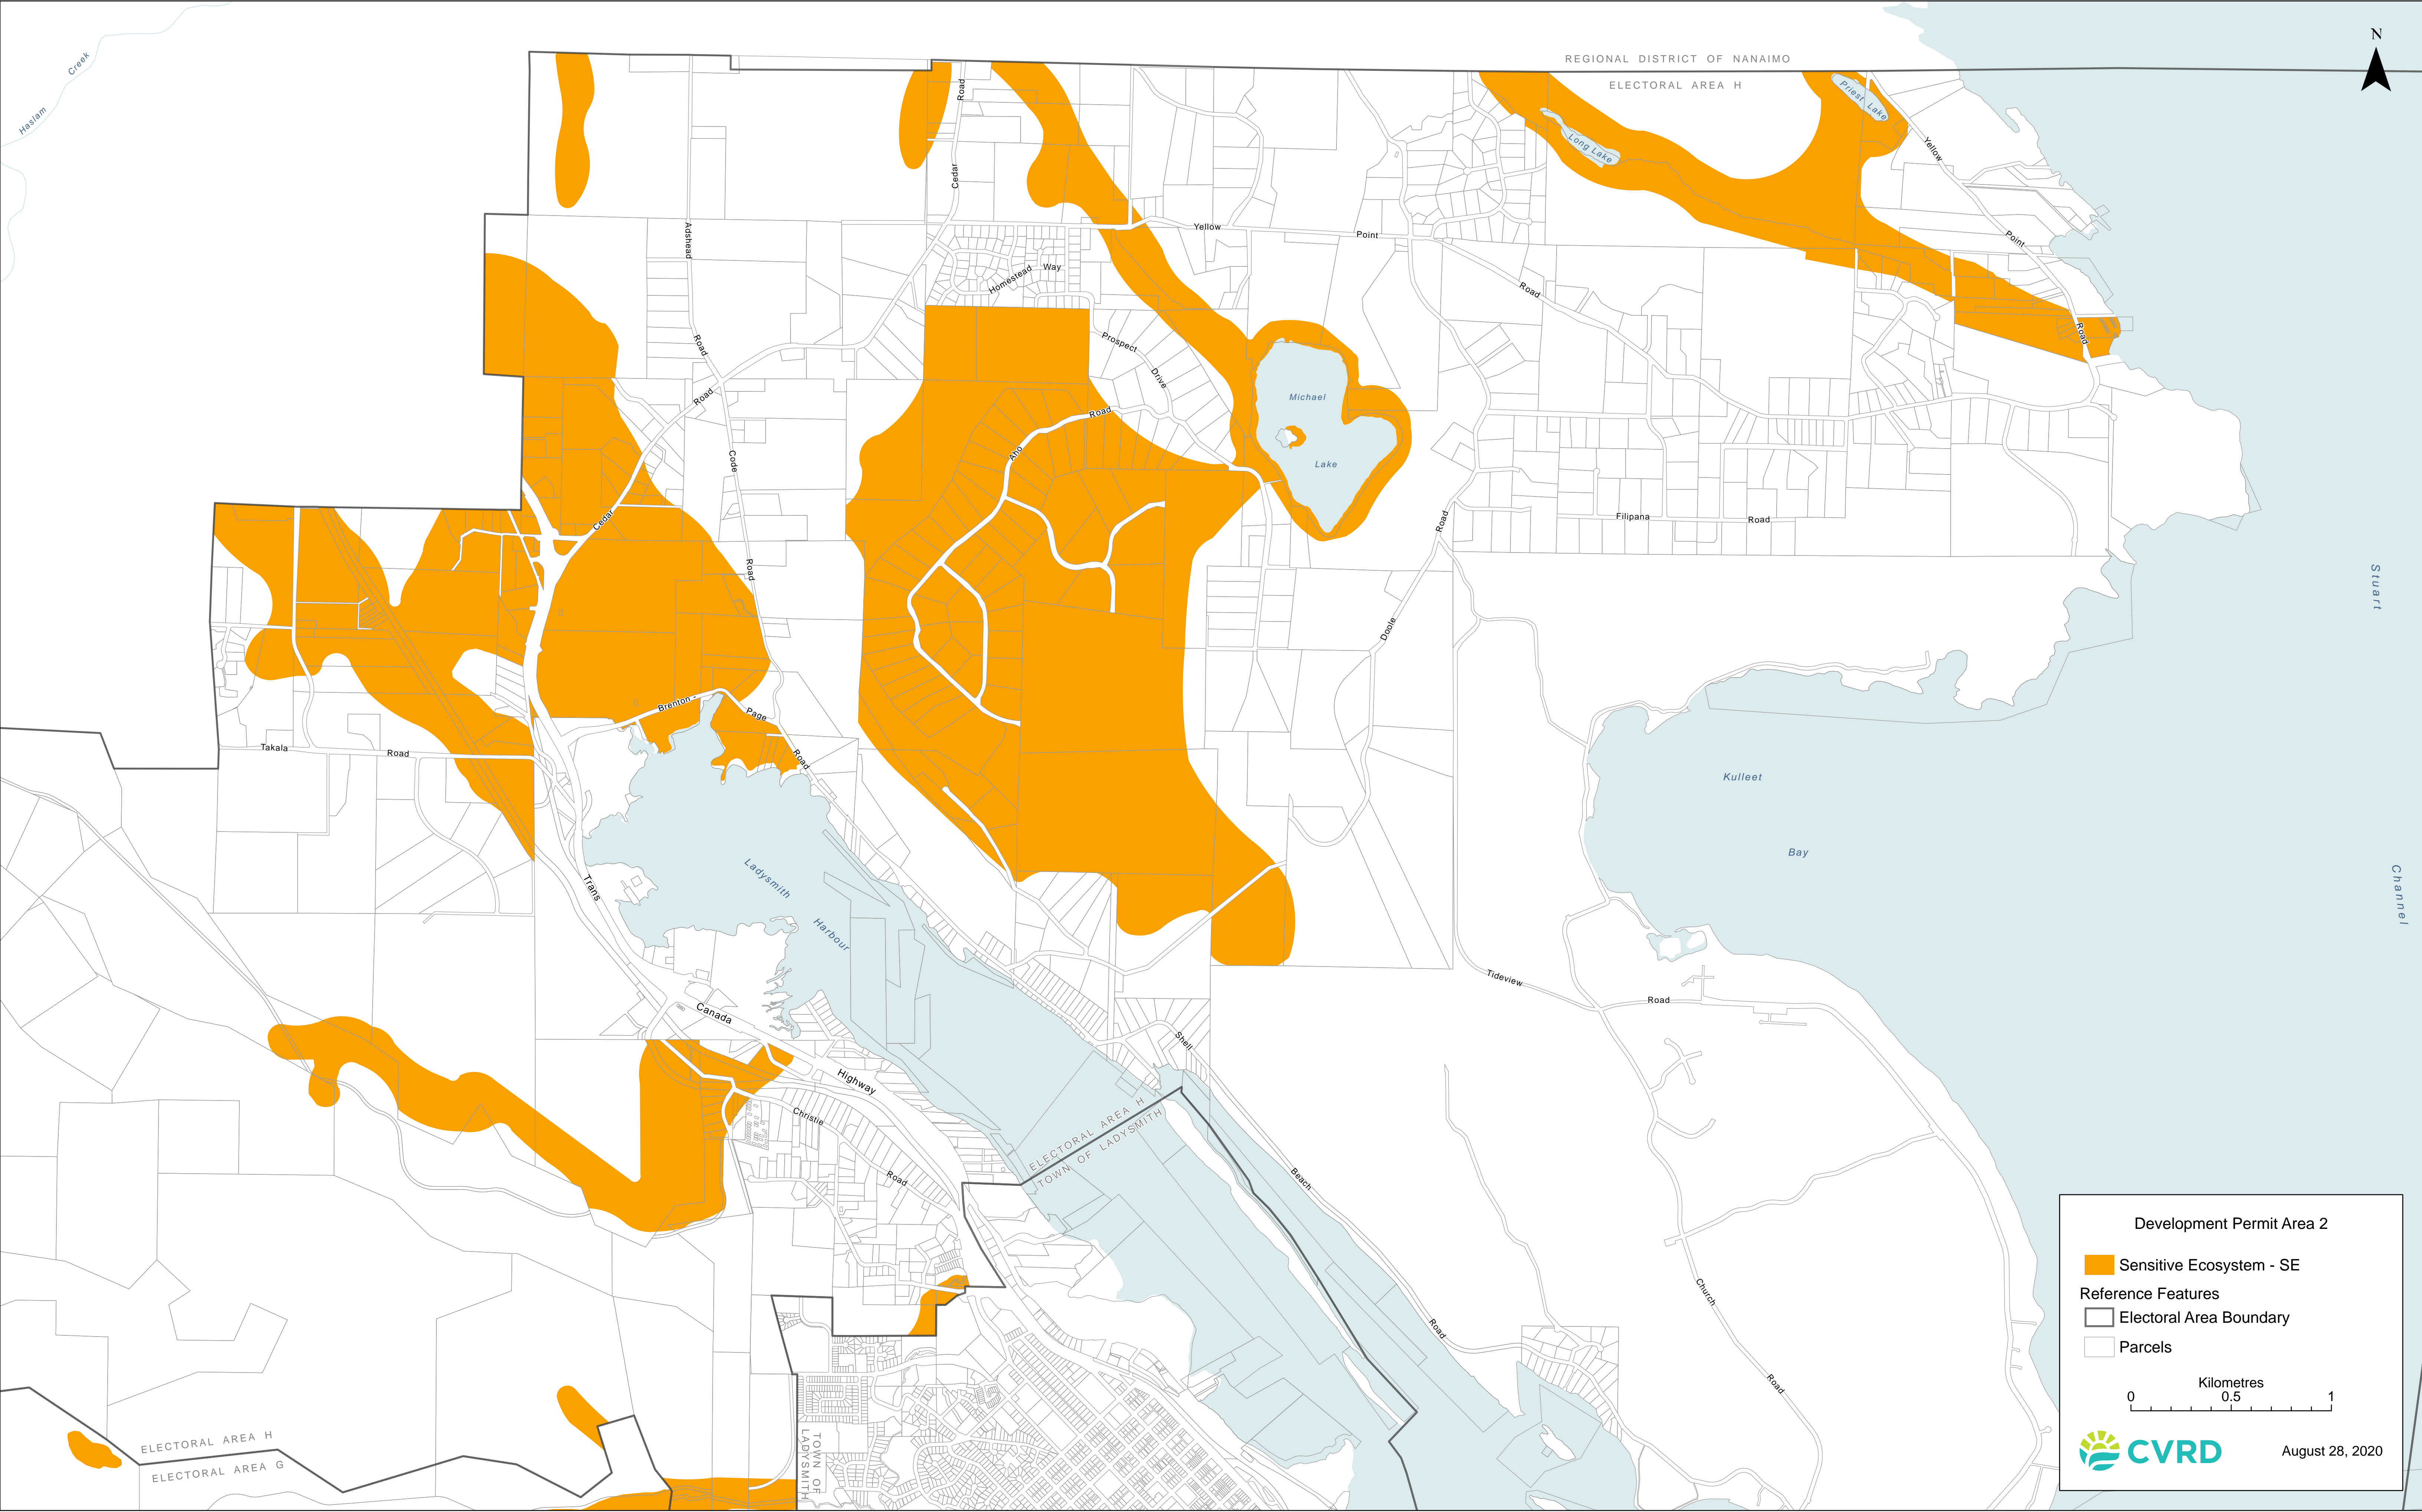 REGIONAL DISTRICT OF NANAIMO
ELECTORAL AREA H
N
Haslam
Creek
Priest Lake
Long Lake
Yellow
Point
Road
Cedar
Road
Adshead
Road
Yellow
Point
Road
Homestead
Way
Prospect
Drive
Michael
Lake
Aho
Road
Road
Cedar
Code
Road
Doole
Road
Filipana
Road
Stuart
Channel
Brenton -
Page
Road
Takala
Road
Kulleet
Bay
Ladysmith
Harbour
Trans
Canada
Highway
Tideview
Road
Shell
Beach
Road
Christie
Road
ELECTORAL AREA H
TOWN OF LADYSMITH
Church
Road
ELECTORAL AREA H
ELECTORAL AREA G
TOWN OF
LADYSMITH
Development Permit Area 2
Sensitive Ecosystem - SE
Reference Features
Electoral Area Boundary
Parcels
Kilometres
0 0.5 1
CVRD
August 28, 2020